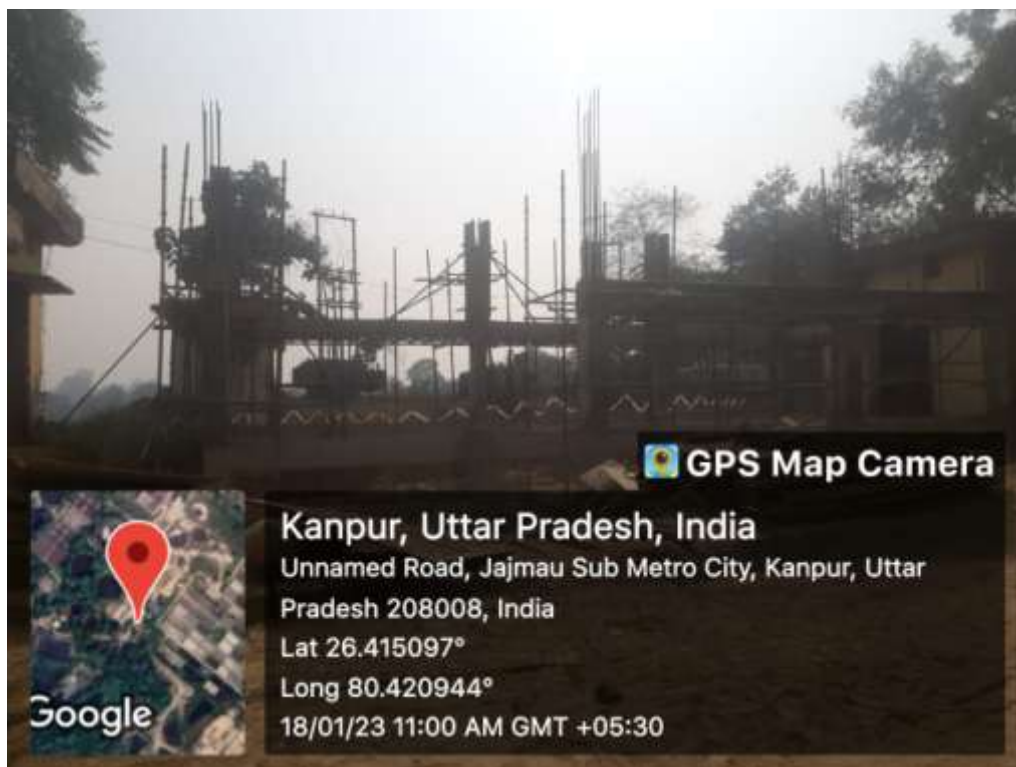 GPS Map Camera
Kanpur, Uttar Pradesh, India
Unnamed Road, Jajmau Sub Metro City, Kanpur, Uttar
Pradesh 208008, India
Lat 26.415097°
Long 80.420944°
18/01/23 11:00 AM GMT +05:30
Google